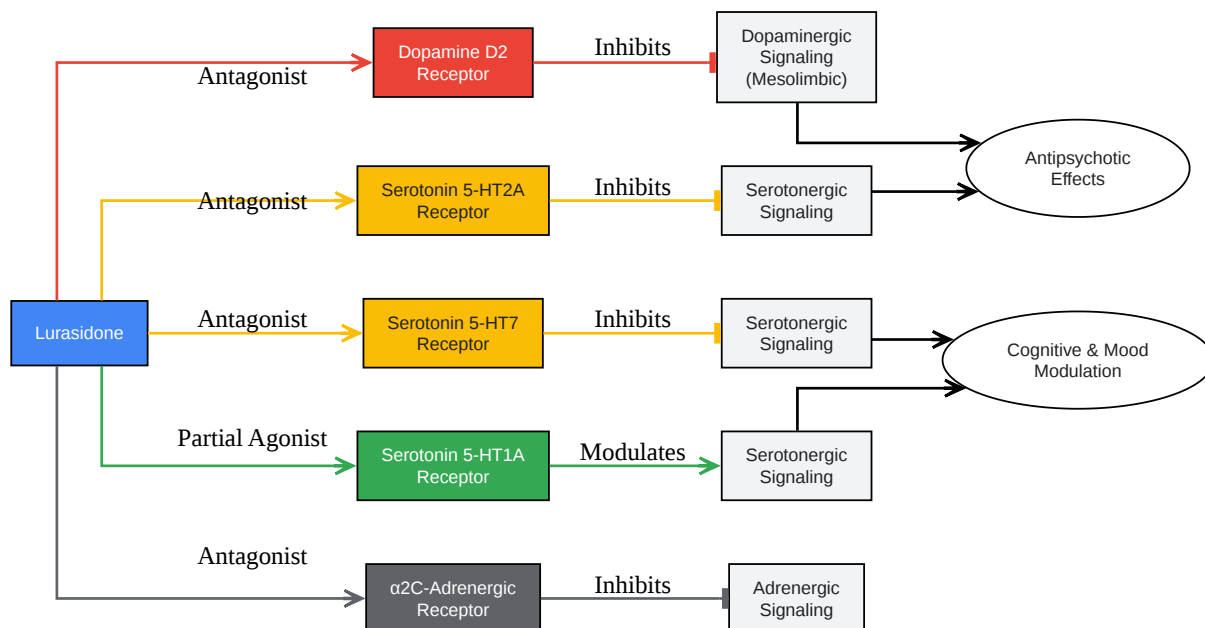 Dopamine D2
Receptor
Inhibits
Dopaminergic
Signaling
(Mesolimbic)
Antagonist
Antipsychotic
Effects
Antagonist
Serotonin 5-HT2A
Receptor
Inhibits
Serotonergic
Signaling
Lurasidone
Antagonist
Serotonin 5-HT7
Receptor
Inhibits
Serotonergic
Signaling
Cognitive & Mood
Modulation
Partial Agonist
Serotonin 5-HT1A
Receptor
Modulates
Serotonergic
Signaling
Antagonist
α2C-Adrenergic
Receptor
Inhibits
Adrenergic
Signaling